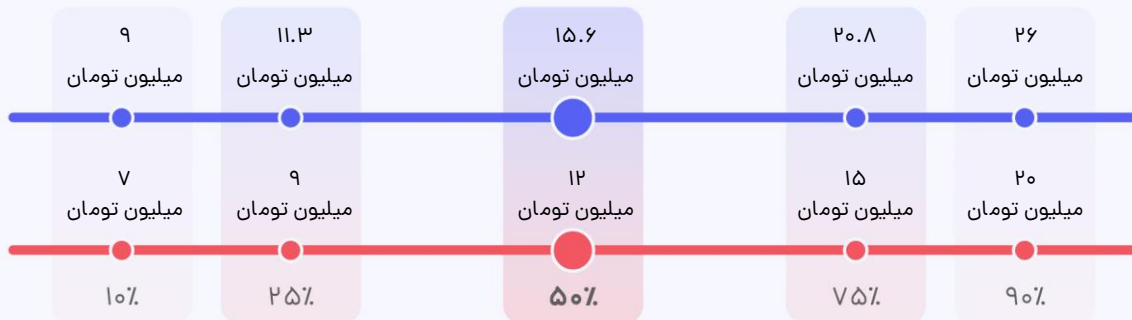 ۹ ۱۱.۳ ۱۵.۶ ۲۰.۸ ۲۶
میلیون تومان میلیون تومان میلیون تومان میلیون تومان میلیون تومان
۷ ۹ ۱۲ ۱۵ ۲۰
میلیون تومان میلیون تومان میلیون تومان میلیون تومان میلیون تومان
۱۰٪ ۲۵٪ ۵۰٪ ۷۵٪ ۹۰٪